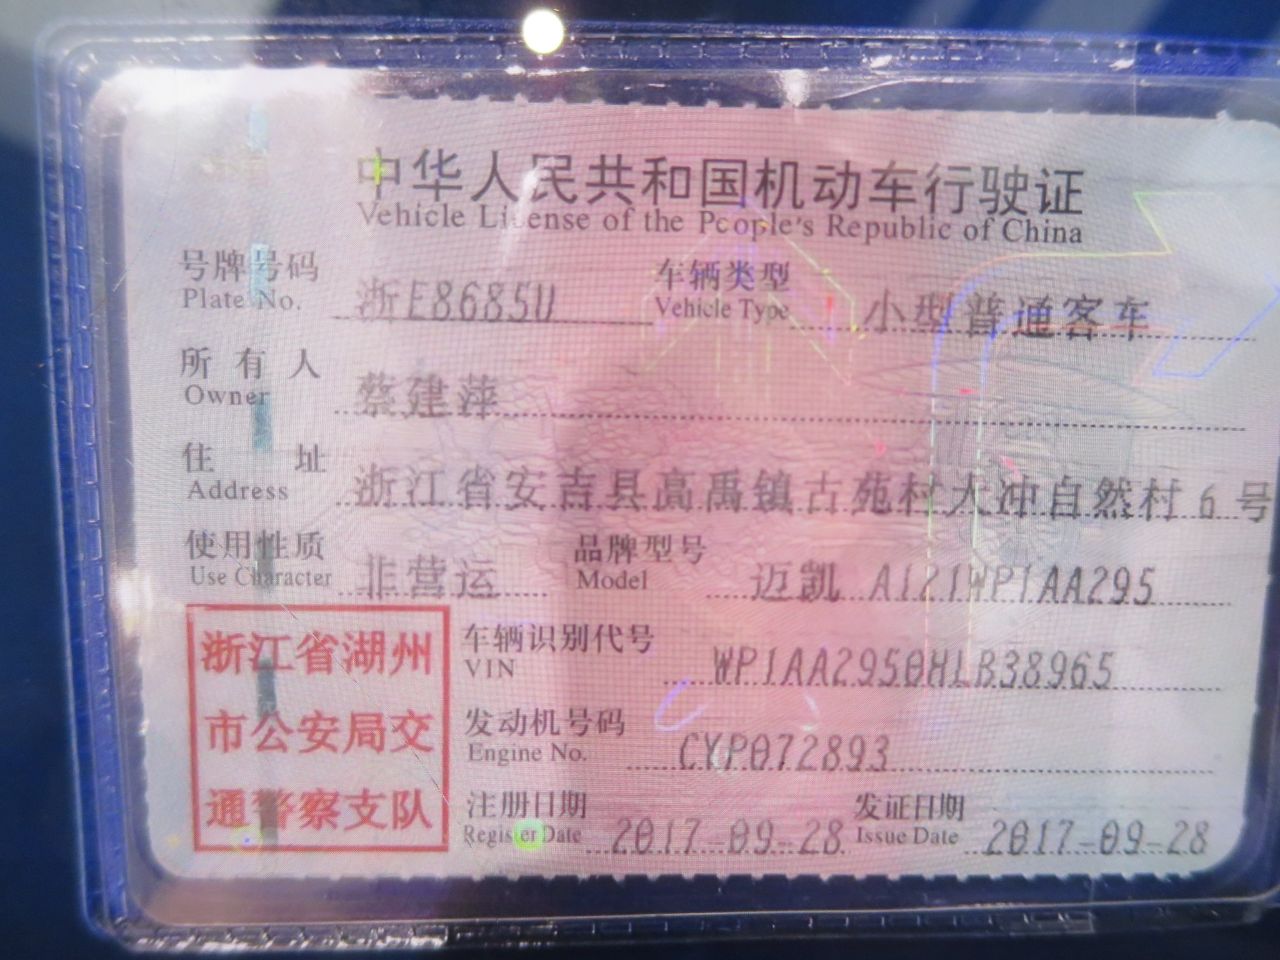 中华人民共和国机动车行驶证
Vehicle License of the People's Republic of China
号牌号码 浙E8685U 车辆类型 小型普通客车
Plate No. Vehicle Type
所有人 蔡建萍
Owner
住址 浙江省安吉县高禹镇古苑村大冲自然村6号
Address
使用性质 非营运 品牌型号 迈凯 A121WP1AA295
Use Character Model
浙江省湖州
市公安局交
通警察支队
车辆识别代号 WP1AA2950HLB38965
VIN
发动机号码 CYP072893
Engine No.
注册日期 2017-09-28 发证日期 2017-09-28
Register Date Issue Date